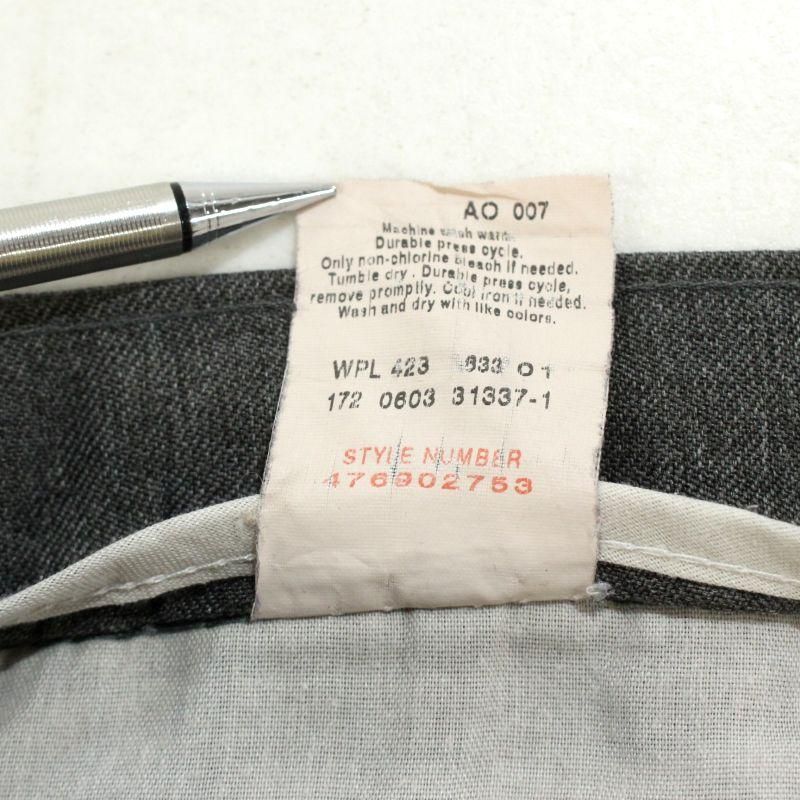 AO 007
Machine wash warm.
Durable press cycle.
Only non-chlorine bleach if needed.
Tumble dry. Durable press cycle,
remove promptly. Cool iron if needed.
Wash and dry with like colors.
WPL 423 833 01
172 0603 31337-1
STYLE NUMBER
476902753